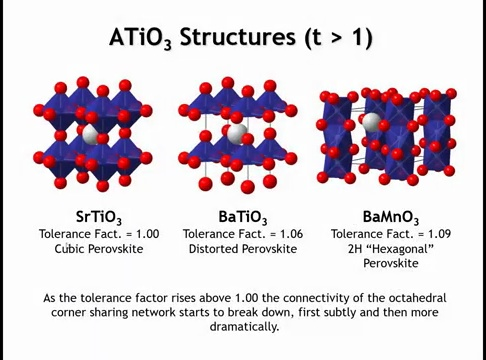 ATiO₃ Structures (t > 1)
SrTiO₃
Tolerance Fact. = 1.00
Cubic Perovskite
BaTiO₃
Tolerance Fact. = 1.06
Distorted Perovskite
BaMnO₃
Tolerance Fact. = 1.09
2H “Hexagonal”
Perovskite
As the tolerance factor rises above 1.00 the connectivity of the octahedral
corner sharing network starts to break down, first subtly and then more
dramatically.